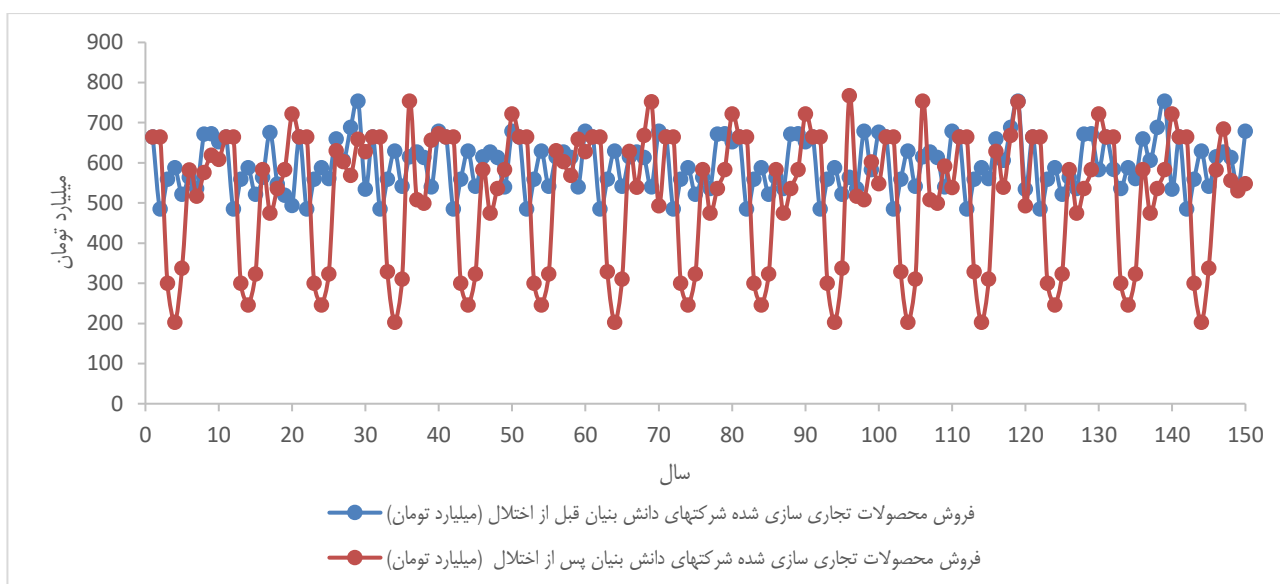 900
800
700
600
500
400
300
200
100
0
میلیارد تومان
0 10 20 30 40 50 60 70 80 90 100 110 120 130 140 150
سال
فروش محصولات تجاری سازی شده شرکتهای دانش بنیان قبل از اختلال (میلیارد تومان)
فروش محصولات تجاری سازی شده شرکتهای دانش بنیان پس از اختلال (میلیارد تومان)